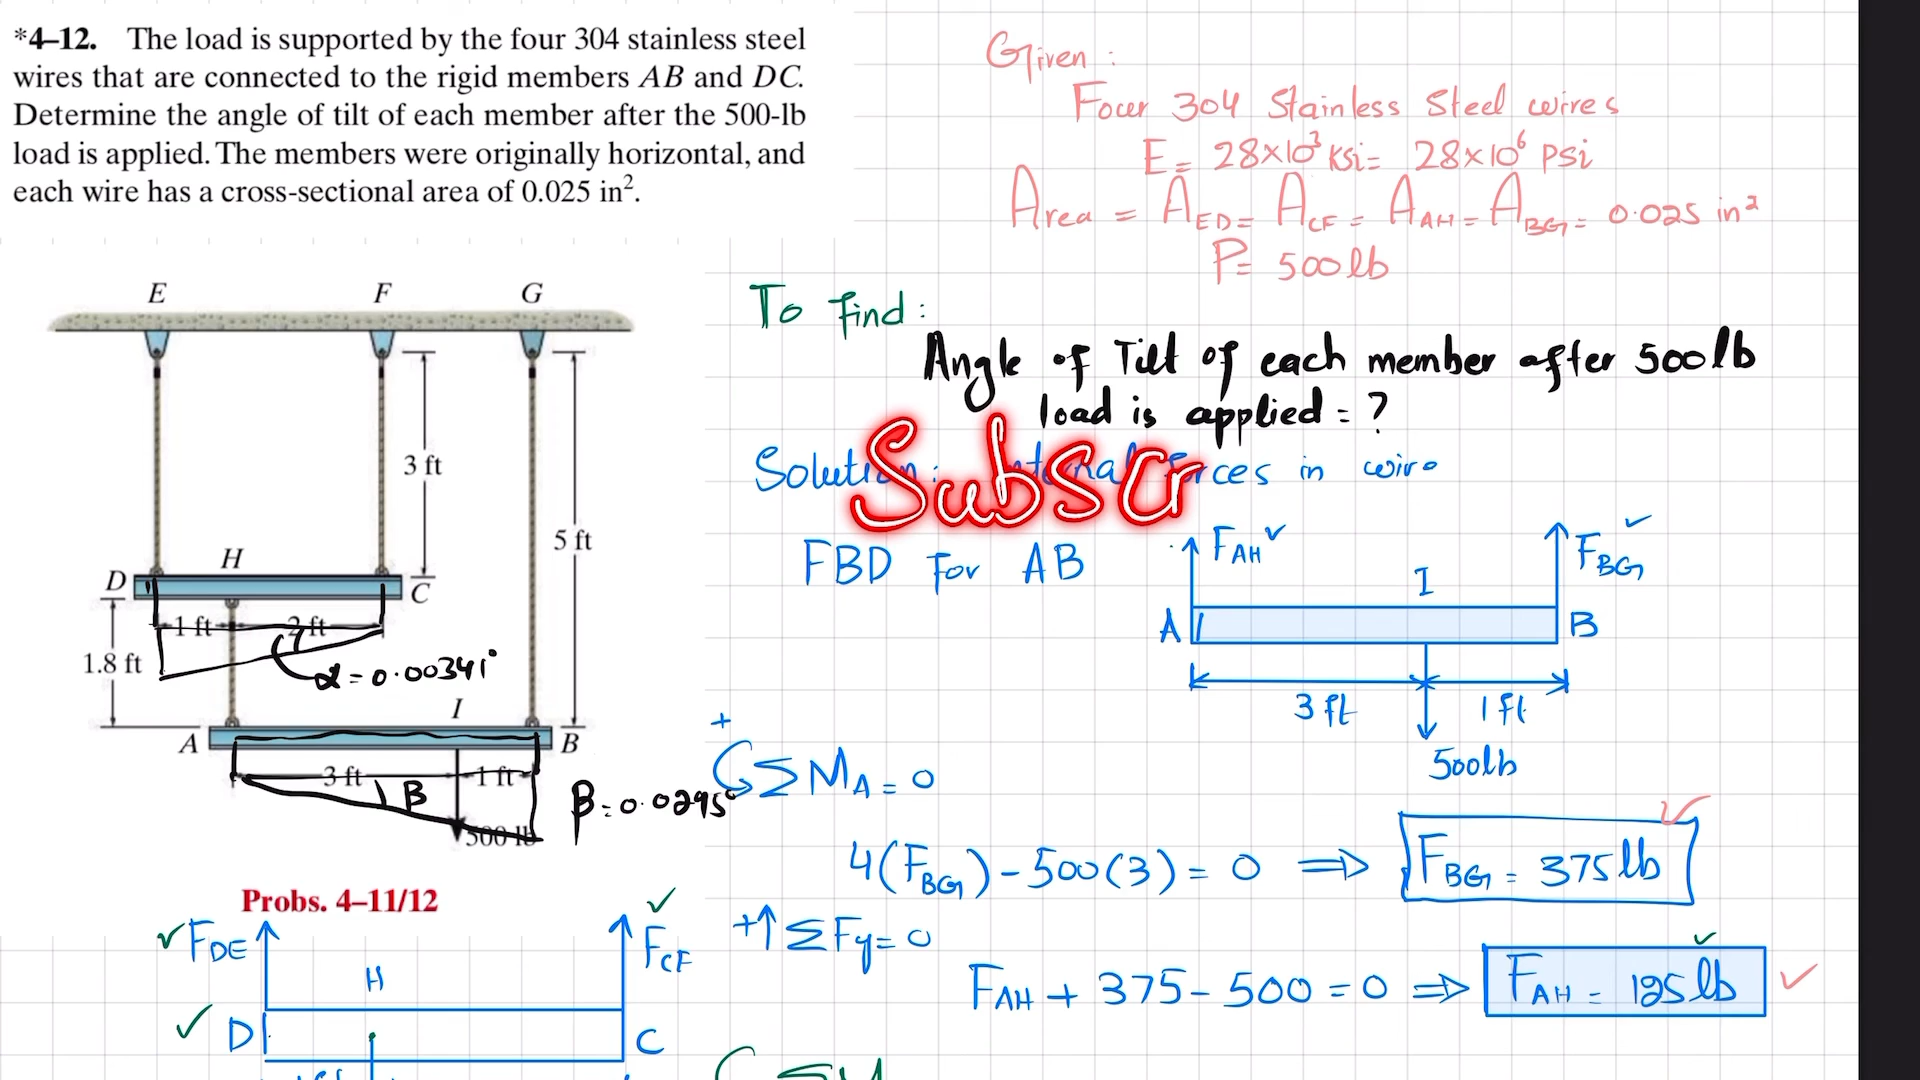 *4–12. The load is supported by the four 304 stainless steel
wires that are connected to the rigid members AB and DC.
Determine the angle of tilt of each member after the 500-lb
load is applied. The members were originally horizontal, and
each wire has a cross-sectional area of 0.025 in².
Given :
Four 304 Stainless Steel wires
E = 28×10³ Ksi = 28×10⁶ PSi
Area = A_ED = A_CF = A_AH = A_BG = 0.025 in²
P = 500 lb
To find :
Angle of Tilt of each member after 500 lb
load is applied = ?
Subscr
rces in wire
E F G
3 ft
5 ft
H
D
C
1 ft 2 ft
1.8 ft
α = 0.00341°
I
A B
3 ft 1 ft
B
β = 0.0295°
500 lb
Probs. 4–11/12
FBD For AB
F_AH ✓
I
✓ F_BG
A B
3 ft 1 ft
500lb
+ ΣM_A = 0
4(F_BG) - 500(3) = 0 ⇒ F_BG = 375 lb ✓
+↑ ΣFy = 0
F_AH + 375 - 500 = 0 ⇒ F_AH = 125 lb ✓
✓ F_DE ↑
↑ F_CF ✓
H
✓ D C